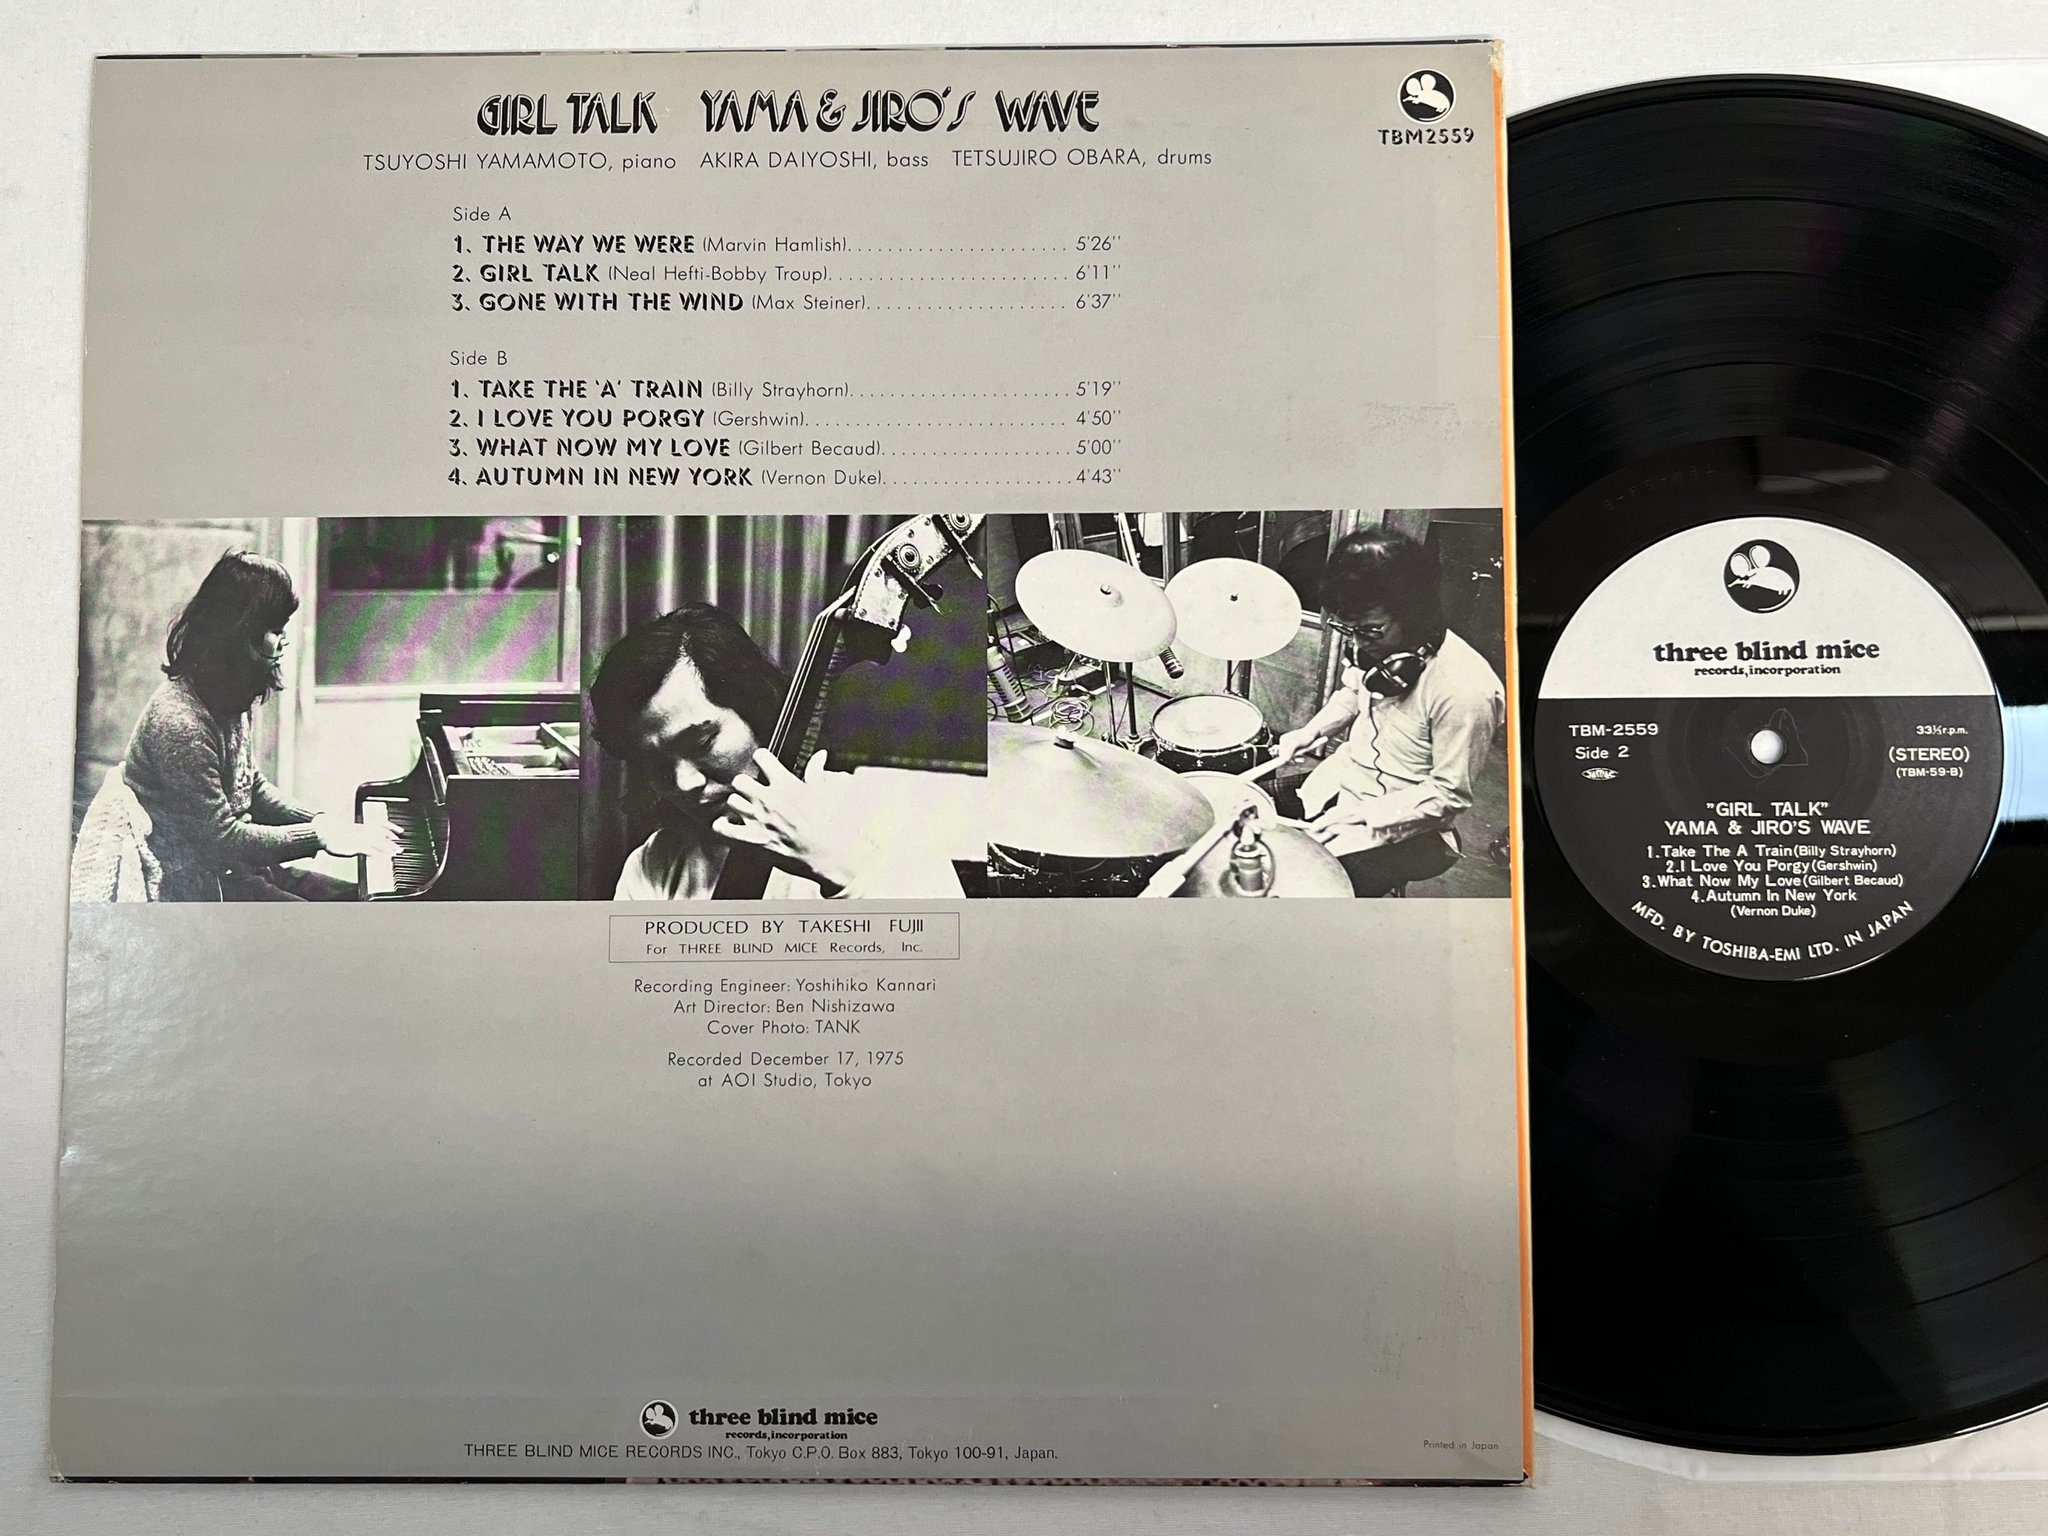 GIRL TALK YAMA & JIRO'S WAVE
TBM2559
TSUYOSHI YAMAMOTO, piano AKIRA DAIYOSHI, bass TETSUJIRO OBARA, drums
Side A
1. THE WAY WE WERE (Marvin Hamlish)...................... 5'26''
2. GIRL TALK (Neal Hefti-Bobby Troup)........................ 6'11''
3. GONE WITH THE WIND (Max Steiner).................... 6'37''
Side B
1. TAKE THE 'A' TRAIN (Billy Strayhorn)...................... 5'19''
2. I LOVE YOU PORGY (Gershwin).......................... 4'50''
3. WHAT NOW MY LOVE (Gilbert Becaud)................... 5'00''
4. AUTUMN IN NEW YORK (Vernon Duke)...................4'43''
PRODUCED BY TAKESHI FUJII
For THREE BLIND MICE Records, Inc.
Recording Engineer: Yoshihiko Kannari
Art Director: Ben Nishizawa
Cover Photo: TANK
Recorded December 17, 1975
at AOI Studio, Tokyo
three blind mice
records,incorporation
THREE BLIND MICE RECORDS INC., Tokyo C.P.O. Box 883, Tokyo 100-91, Japan.
Printed in Japan
three blind mice
records,incorporation
TBM-2559 33⅓r.p.m.
Side 2 (STEREO)
(TBM-59-B)
"GIRL TALK"
YAMA & JIRO'S WAVE
1.Take The A Train(Billy Strayhorn)
2.I Love You Porgy(Gershwin)
3.What Now My Love(Gilbert Becaud)
4.Autumn In New York
(Vernon Duke)
MFD. BY TOSHIBA-EMI LTD. IN JAPAN